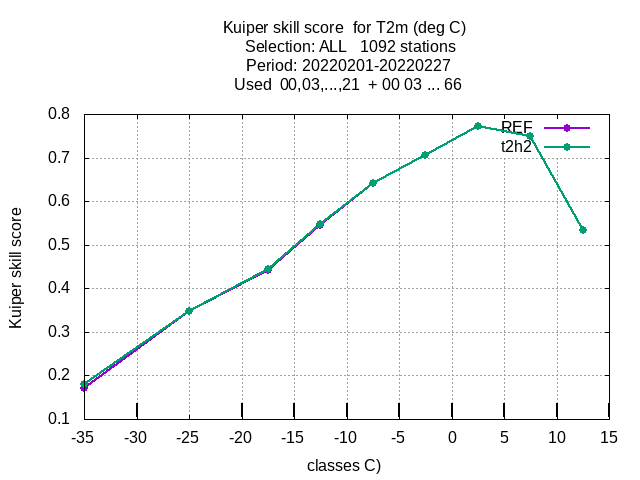 Kuiper skill score  for T2m (deg C)
Selection: ALL   1092 stations
Period: 20220201-20220227
Used  00,03,...,21  + 00 03 ... 66
REF
t2h2
Kuiper skill score
0.8
0.7
0.6
0.5
0.4
0.3
0.2
0.1
-35 -30 -25 -20 -15 -10 -5 0 5 10 15
classes C)